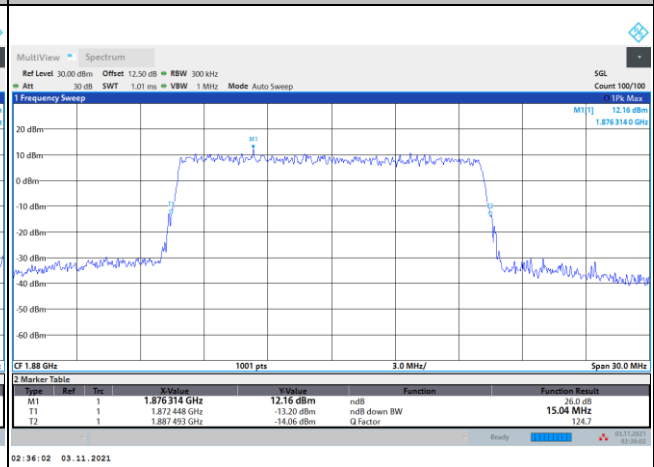 MultiView Spectrum
Ref Level 30.00 dBm Offset 12.50 dB RBW 300 kHz SGL
Att 30 dB SWT 1.01 ms VBW 1 MHz Mode Auto Sweep Count 100/100
1 Frequency Sweep 1Pk Max
M1[1] 12.16 dBm
1.876 314 0 GHz
M1
20 dBm
10 dBm
0 dBm
T1
-10 dBm
-20 dBm
-30 dBm
-40 dBm
-50 dBm
-60 dBm
CF 1.88 GHz 1001 pts 3.0 MHz/ Span 30.0 MHz
2 Marker Table
Type Ref Trc X-Value Y-Value Function Function Result
M1 1 1.876 314 GHz 12.16 dBm ndB 26.0 dB
T1 1 1.872 448 GHz -13.20 dBm ndB down BW 15.04 MHz
T2 1 1.887 493 GHz -14.06 dBm Q Factor 124.7
Ready 03.11.2021
02:36:02
02:36:02 03.11.2021